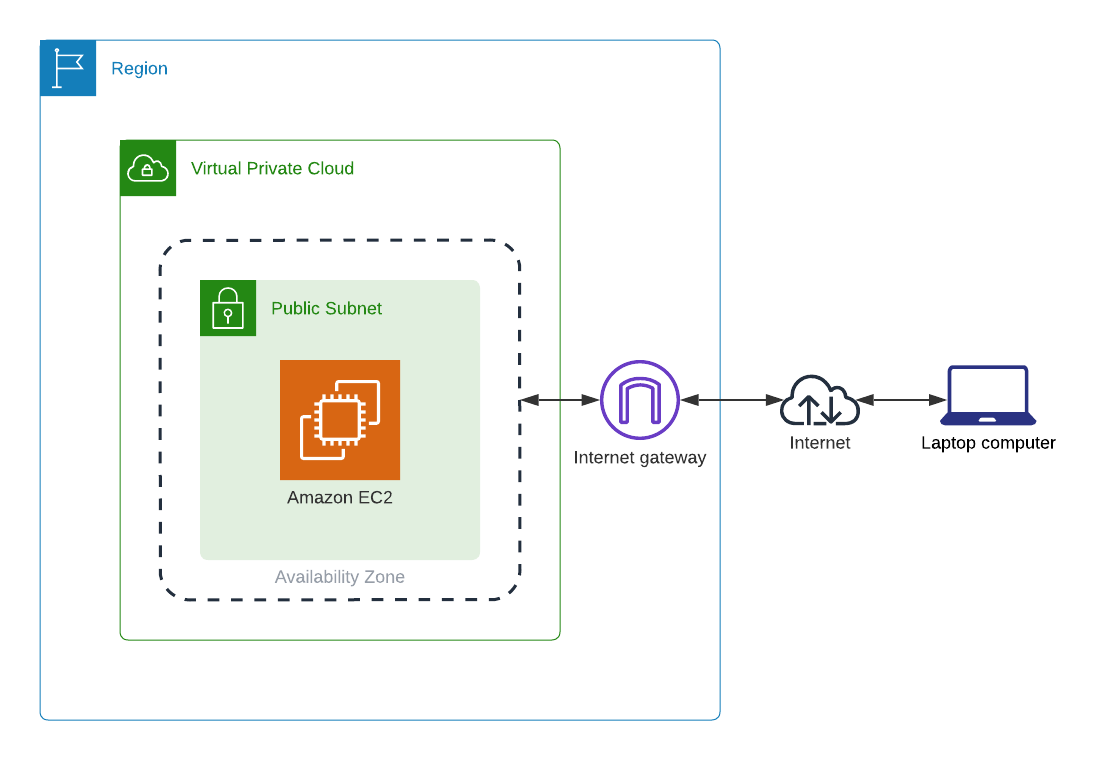 Region
Virtual Private Cloud
Public Subnet
Amazon EC2
Availability Zone
Internet gateway
Internet
Laptop computer